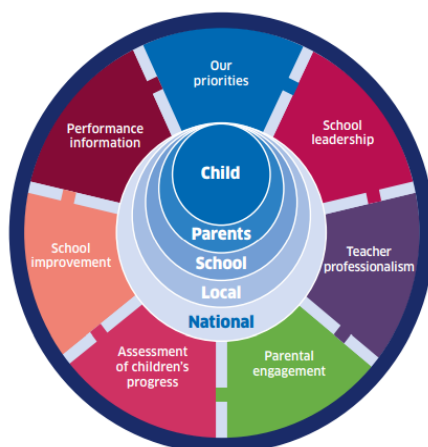 Our
priorities
School
leadership
Teacher
professionalism
Parental
engagement
Assessment
of children's
progress
School
improvement
Performance
information
Child
Parents
School
Local
National